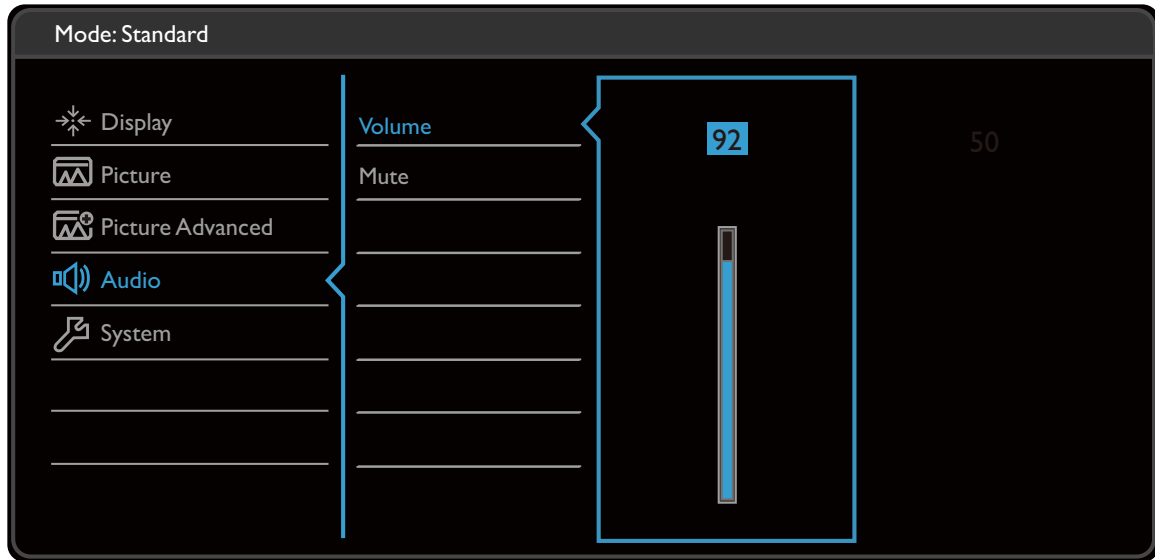 Mode: Standard
Display
Picture
Picture Advanced
Audio
System
Volume
Mute
92
50